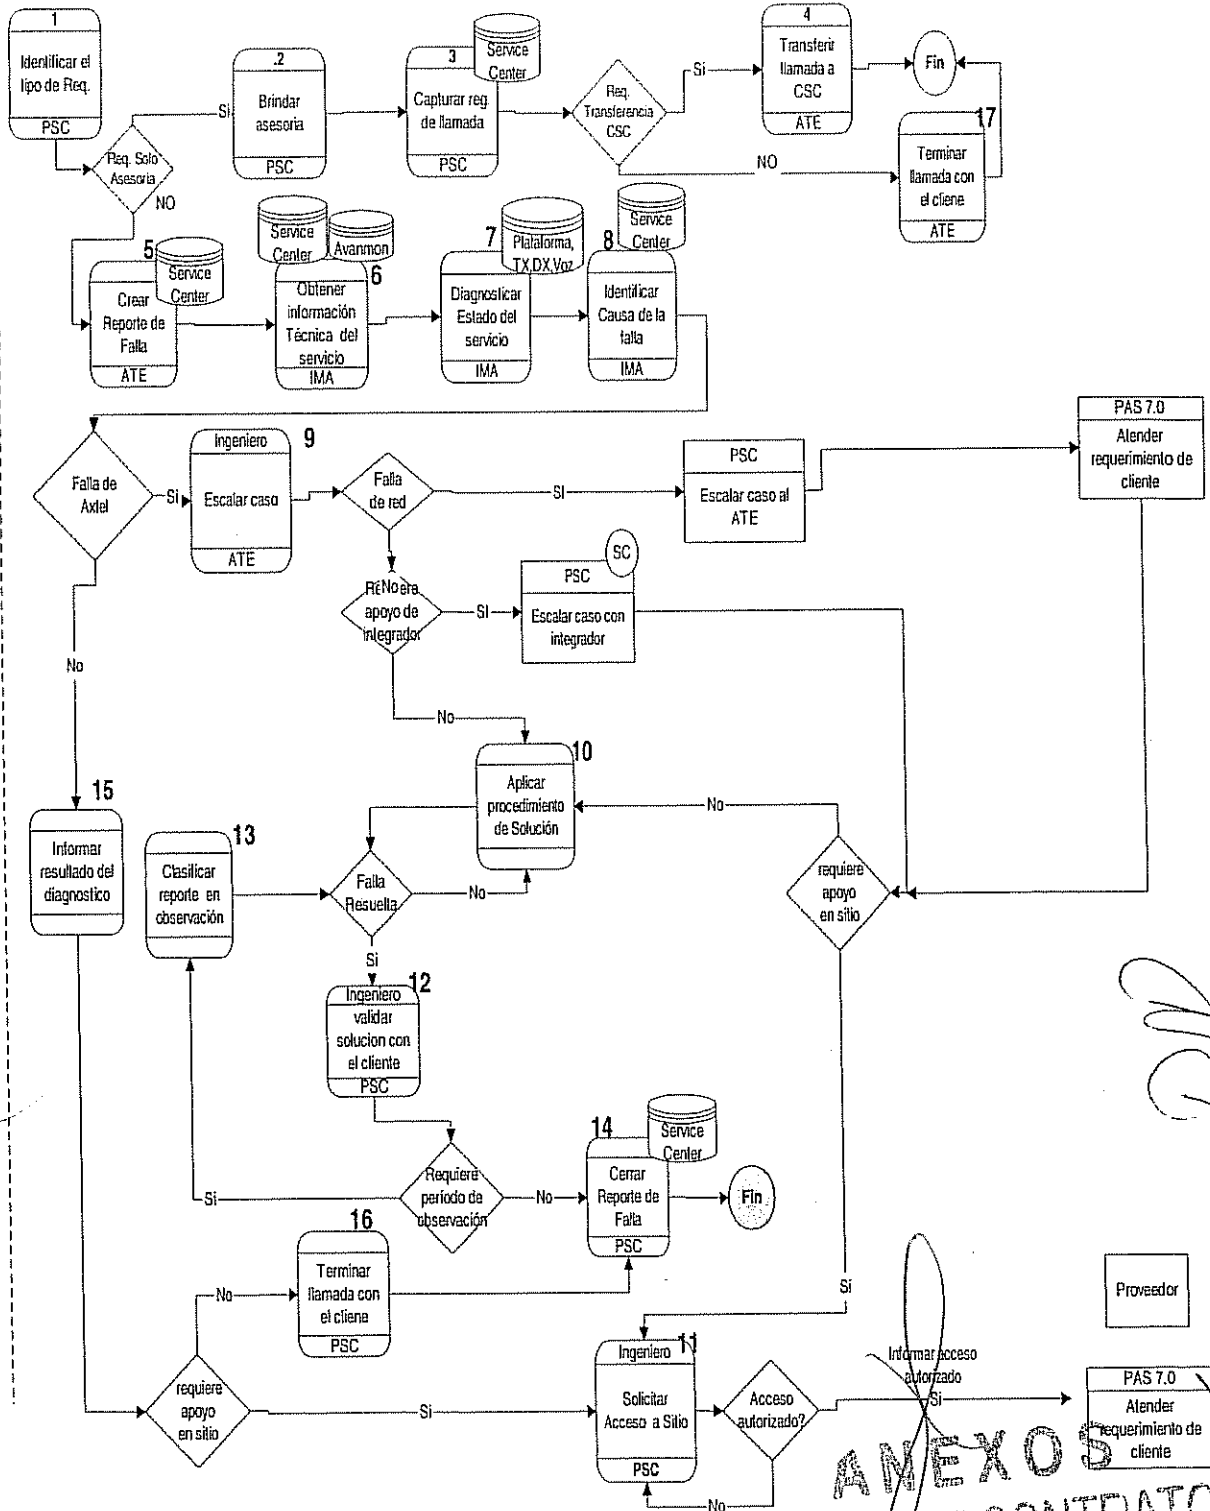 1
Identificar el
tipo de Req.
PSC
Req. Solo
Asesoria
Si
NO
.2
Brindar
asesoria
PSC
3
Service
Center
Capturar reg.
de llamada
PSC
Req.
Transferencia
CSC
Si
NO
4
Transferir
llamada a
CSC
ATE
Fin
17
Terminar
llamada con
el cliene
ATE
5
Service
Center
Crear
Reporte de
Falla
ATE
Service
Center
Avanmon
6
Obtener
información
Técnica del
servicio
IMA
7
Plataforma,
TX,DX,Voz
Diagnosticar
Estado del
servicio
IMA
8
Service
Center
Identificar
Causa de la
falla
IMA
Falla de
Axtel
Si
No
9
Ingeniero
Escalar caso
ATE
Falla
de red
SI
No
PSC
Escalar caso al
ATE
PAS 7.0
Atender
requerimiento de
cliente
apoyo de
integrador
SI
No
SC
PSC
Escalar caso con
integrador
10
Aplicar
procedimiento
de Solución
No
requiere
apoyo
en sitio
Si
15
Informar
resultado del
diagnostico
13
Clasificar
reporte en
observación
Falla
Resuelta
No
Si
12
Ingeniero
validar
solucion con
el cliente
PSC
Requiere
período de
observación
Si
No
14
Service
Center
Cerrar
Reporte de
Falla
PSC
Fin
16
Terminar
llamada con
el cliene
PSC
No
requiere
apoyo
en sitio
Si
11
Ingeniero
Solicitar
Acceso a Sitio
PSC
Acceso
autorizado?
No
Informar acceso
autorizado
Si
Proveedor
PAS 7.0
Atender
requerimiento de
cliente
ANEXOS
CONTRATO